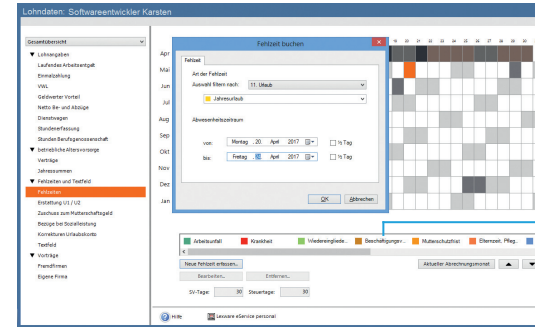 Lohndaten: Softwareentwickler Karsten
Gesamtübersicht
Lohnangaben
Laufendes Arbeitsentgelt
Einmalzahlung
VWL
Geldwerter Vorteil
Netto Be- und Abzüge
Dienstwagen
Stundenerfassung
Stunden Berufsgenossenschaft
betriebliche Altersvorsorge
Verträge
Jahressummen
Fehlzeiten und Textfeld
Fehlzeiten
Erstattung U1 / U2
Zuschuss zum Mutterschaftsgeld
Bezüge bei Sozialleistung
Korrekturen Urlaubskonto
Textfeld
Vorträge
Fremdfirmen
Eigene Firma
Apr
Mai
Jun
Jul
Aug
Sep
Okt
Nov
Dez
Jan
Fehlzeit buchen
Fehlzeit
Art der Fehlzeit
Auswahl filtern nach: 11. Urlaub
Jahresurlaub
Abwesenheitszeitraum
von: Montag , 20. April 2017 ½ Tag
bis: Freitag , 24. April 2017 ½ Tag
OK Abbrechen
Arbeitsunfall Krankheit Wiedereingliede.. Beschäftigungsv.. Mutterschutzfrist Elternzeit, Pfleg.
Neue Fehlzeit erfassen... Aktueller Abrechnungsmonat
Bearbeiten... Entfernen...
SV-Tage: 30 Steuertage: 30
Hilfe Lexware eService personal